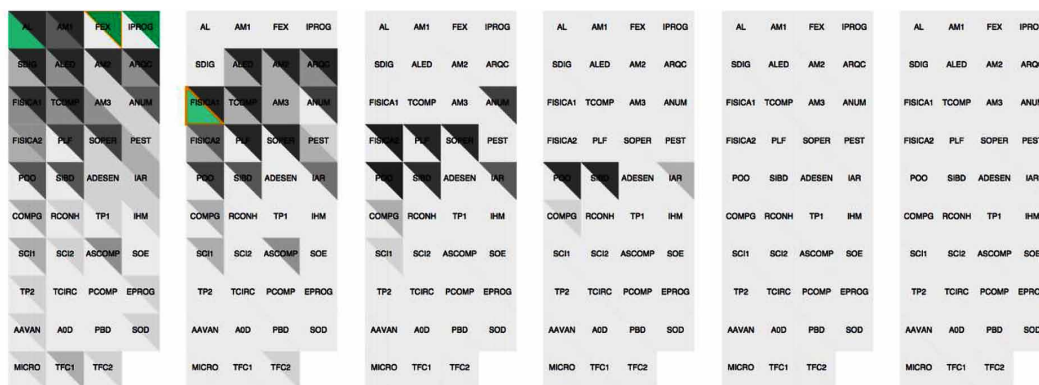 AL AM1 FEX IPROG AL AM1 FEX IPROG AL AM1 FEX IPROG AL AM1 FEX IPROG AL AM1 FEX IPROG
SDIG ALED AM2 ARQC SDIG ALED AM2 ARQC SDIG ALED AM2 ARQC SDIG ALED AM2 ARQC SDIG ALED AM2 ARQC SDIG ALED AM2
FISICA1 TCOMP AM3 ANUM FISICA1 TCOMP AM3 ANUM FISICA1 TCOMP AM3 ANUM FISICA1 TCOMP AM3 ANUM FISICA1 TCOMP AM3 ANUM FISICA1 TCOMP AM3
FISICA2 PLF SOPER PEST FISICA2 PLF SOPER PEST FISICA2 PLF SOPER PEST FISICA2 PLF SOPER PEST FISICA2 PLF SOPER PEST FISICA2 PLF SOPER PEST
POO SIBD ADESEN IAR POO SIBD ADESEN IAR POO SIBD ADESEN IAR POO SIBD ADESEN IAR POO SIBD ADESEN IAR POO SIBD ADESEN IAR
COMPG RCONH TP1 IHM COMPG RCONH TP1 IHM COMPG RCONH TP1 IHM COMPG RCONH TP1 IHM COMPG RCONH TP1 IHM COMPG RCONH TP1 IHM
SCI1 SCI2 ASCOMP SOE SCI1 SCI2 ASCOMP SOE SCI1 SCI2 ASCOMP SOE SCI1 SCI2 ASCOMP SOE SCI1 SCI2 ASCOMP SOE SCI1 SCI2 ASCOMP SOE
TP2 TCIRC PCOMP EPROG TP2 TCIRC PCOMP EPROG TP2 TCIRC PCOMP EPROG TP2 TCIRC PCOMP EPROG TP2 TCIRC PCOMP EPROG TP2 TCIRC PCOMP
AAVAN A0D PBD SOD AAVAN A0D PBD SOD AAVAN A0D PBD SOD AAVAN A0D PBD SOD AAVAN A0D PBD SOD AAVAN A0D PBD SOD
MICRO TFC1 TFC2 MICRO TFC1 TFC2 MICRO TFC1 TFC2 MICRO TFC1 TFC2 MICRO TFC1 TFC2 MICRO TFC1 TFC2